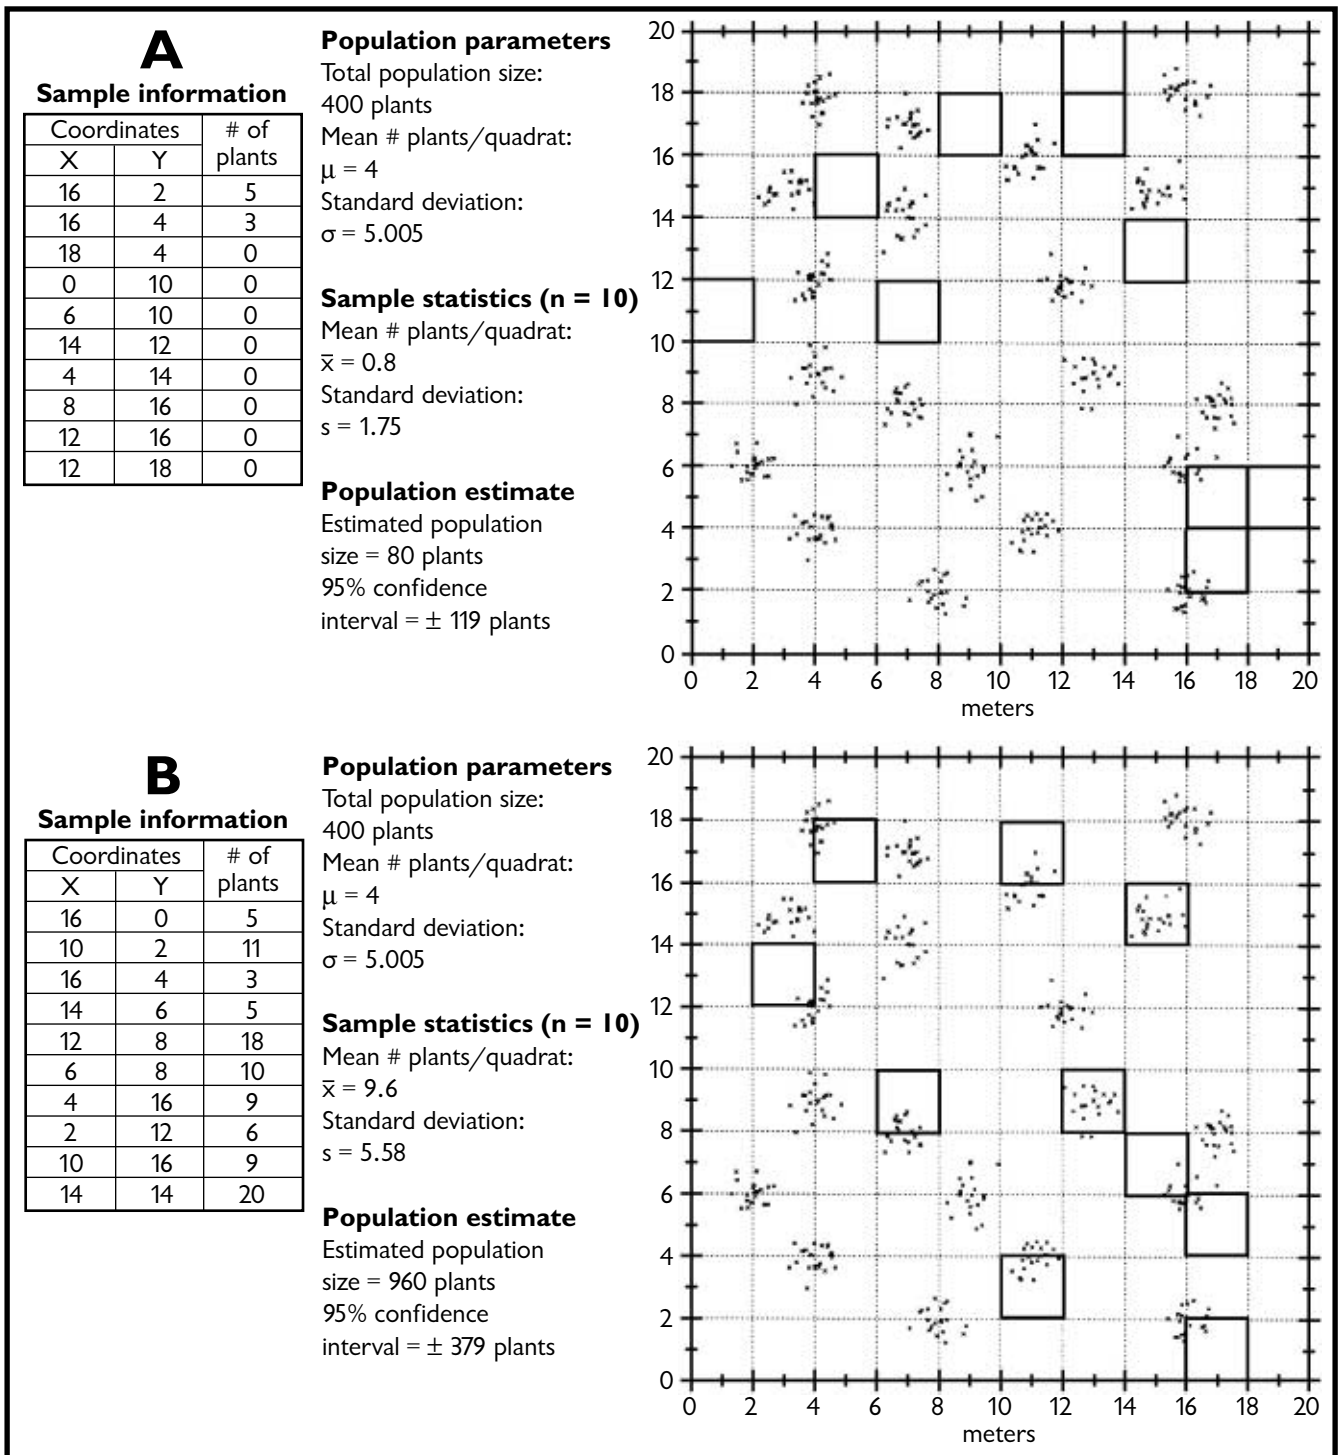 A
Sample information
Coordinates # of plants
X Y
16 2 5
16 4 3
18 4 0
0 10 0
6 10 0
14 12 0
4 14 0
8 16 0
12 16 0
12 18 0
Population parameters
Total population size:
400 plants
Mean # plants/quadrat:
μ = 4
Standard deviation:
σ = 5.005
Sample statistics (n = 10)
Mean # plants/quadrat:
x̄ = 0.8
Standard deviation:
s = 1.75
Population estimate
Estimated population
size = 80 plants
95% confidence
interval = ± 119 plants
20
18
16
14
12
10
8
6
4
2
0
0 2 4 6 8 10 12 14 16 18 20
meters
B
Sample information
Coordinates # of plants
X Y
16 0 5
10 2 11
16 4 3
14 6 5
12 8 18
6 8 10
4 16 9
2 12 6
10 16 9
14 14 20
Population parameters
Total population size:
400 plants
Mean # plants/quadrat:
μ = 4
Standard deviation:
σ = 5.005
Sample statistics (n = 10)
Mean # plants/quadrat:
x̄ = 9.6
Standard deviation:
s = 5.58
Population estimate
Estimated population
size = 960 plants
95% confidence
interval = ± 379 plants
20
18
16
14
12
10
8
6
4
2
0
0 2 4 6 8 10 12 14 16 18 20
meters